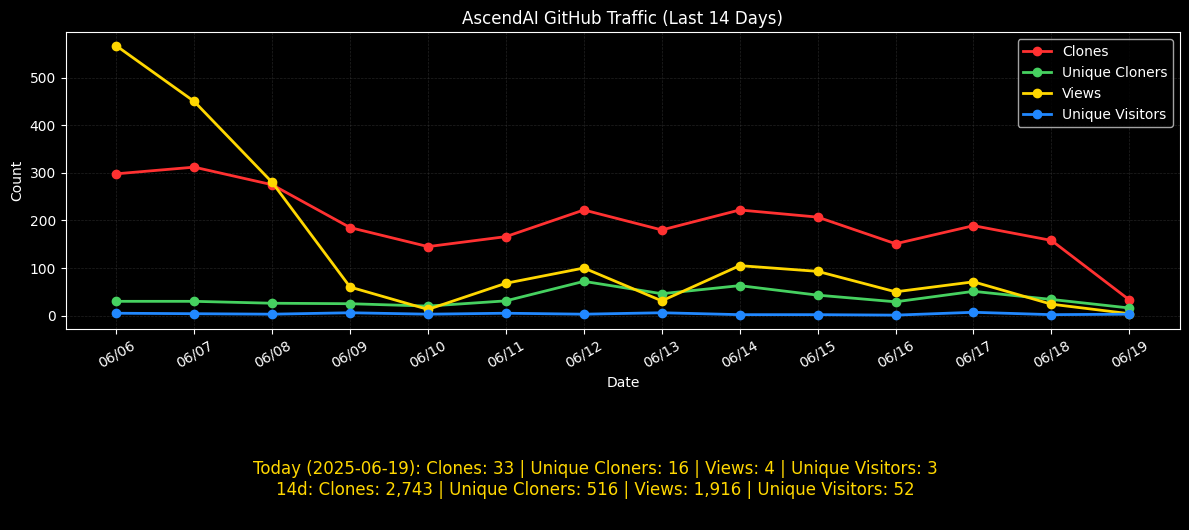 AscendAI GitHub Traffic (Last 14 Days)
Clones
Unique Cloners
Views
Unique Visitors
Count
500
400
300
200
100
0
06/06 06/07 06/08 06/09 06/10 06/11 06/12 06/13 06/14 06/15 06/16 06/17 06/18 06/19
Date
Today (2025-06-19): Clones: 33 | Unique Cloners: 16 | Views: 4 | Unique Visitors: 3
14d: Clones: 2,743 | Unique Cloners: 516 | Views: 1,916 | Unique Visitors: 52